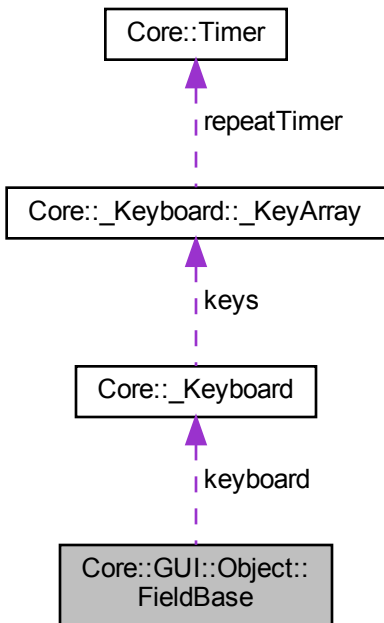 Core::Timer
repeatTimer
Core::_Keyboard::_KeyArray
keys
Core::_Keyboard
keyboard
Core::GUI::Object::
FieldBase